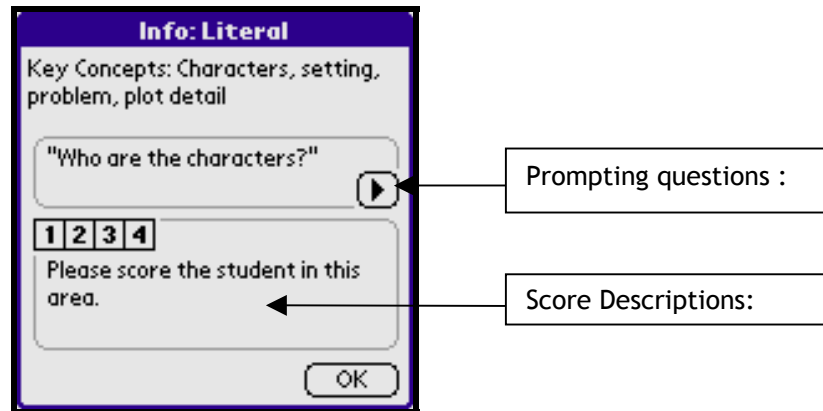 Info: Literal
Key Concepts: Characters, setting,
problem, plot detail
"Who are the characters?"
Prompting questions :
1 2 3 4
Please score the student in this
area.
Score Descriptions:
OK